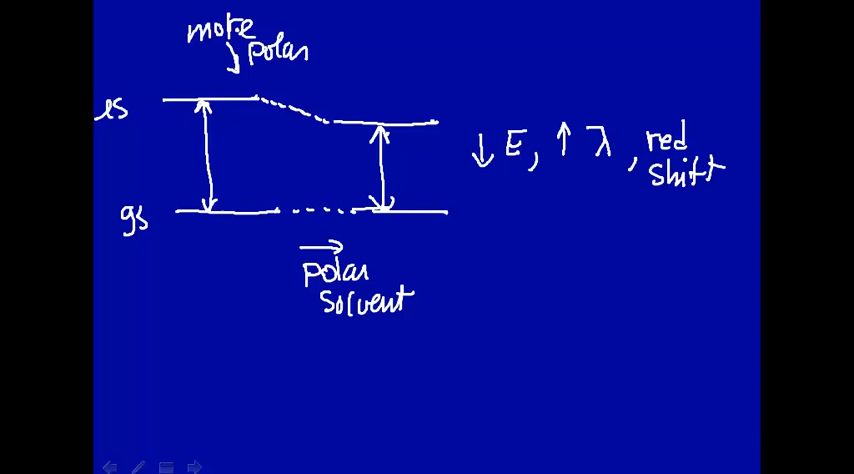 more
polar
es
↓ E, ↑ λ, red
shift
gs
polar
solvent